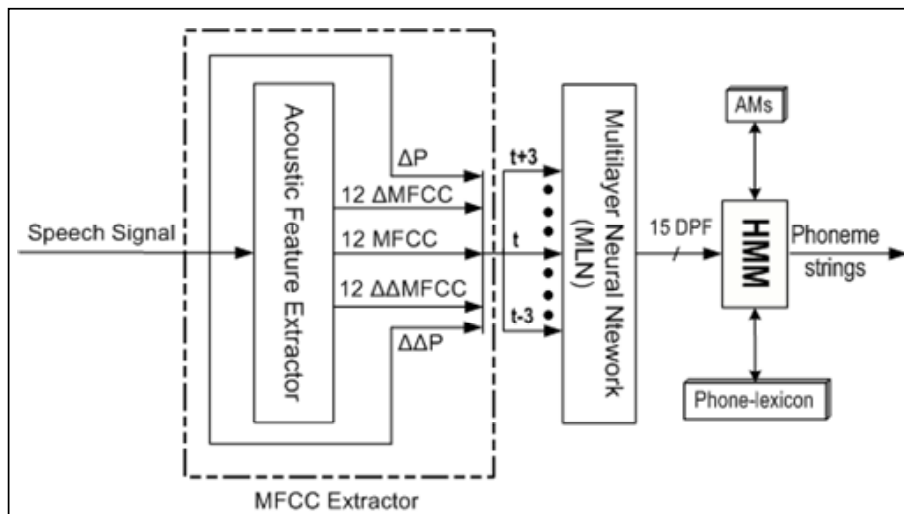 Speech Signal
Acoustic Feature Extractor
ΔP
12 ΔMFCC
12 MFCC
12 ΔΔMFCC
ΔΔP
MFCC Extractor
t+3
t
t-3
Multilayer Neural Ntework
(MLN)
15 DPF
AMs
HMM
Phone-lexicon
Phoneme
strings